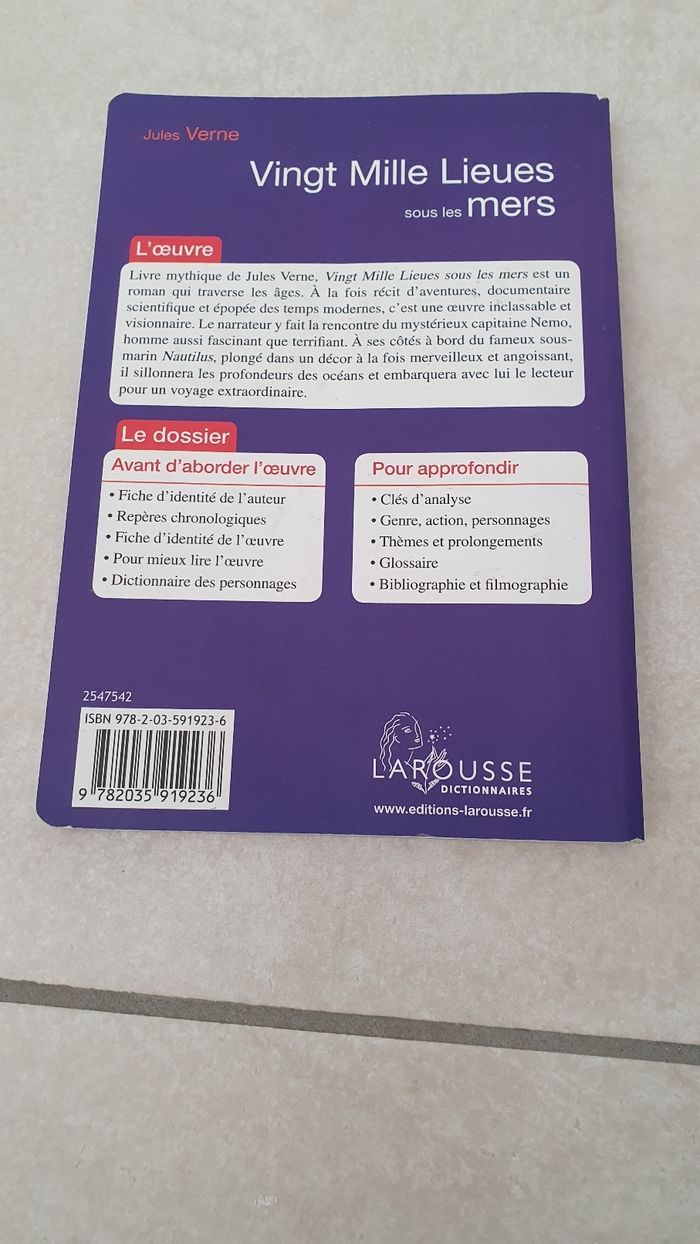 Jules Verne
Vingt Mille Lieues
sous les mers
L'œuvre
Livre mythique de Jules Verne, Vingt Mille Lieues sous les mers est un
roman qui traverse les âges. À la fois récit d'aventures, documentaire
scientifique et épopée des temps modernes, c'est une œuvre inclassable et
visionnaire. Le narrateur y fait la rencontre du mystérieux capitaine Nemo,
homme aussi fascinant que terrifiant. À ses côtés à bord du fameux sous-
marin Nautilus, plongé dans un décor à la fois merveilleux et angoissant,
il sillonnera les profondeurs des océans et embarquera avec lui le lecteur
pour un voyage extraordinaire.
Le dossier
Avant d'aborder l'œuvre
• Fiche d'identité de l'auteur
• Repères chronologiques
• Fiche d'identité de l'œuvre
• Pour mieux lire l'œuvre
• Dictionnaire des personnages
Pour approfondir
• Clés d'analyse
• Genre, action, personnages
• Thèmes et prolongements
• Glossaire
• Bibliographie et filmographie
2547542
ISBN 978-2-03-591923-6
9 782035 919236
LAROUSSE
DICTIONNAIRES
www.editions-larousse.fr